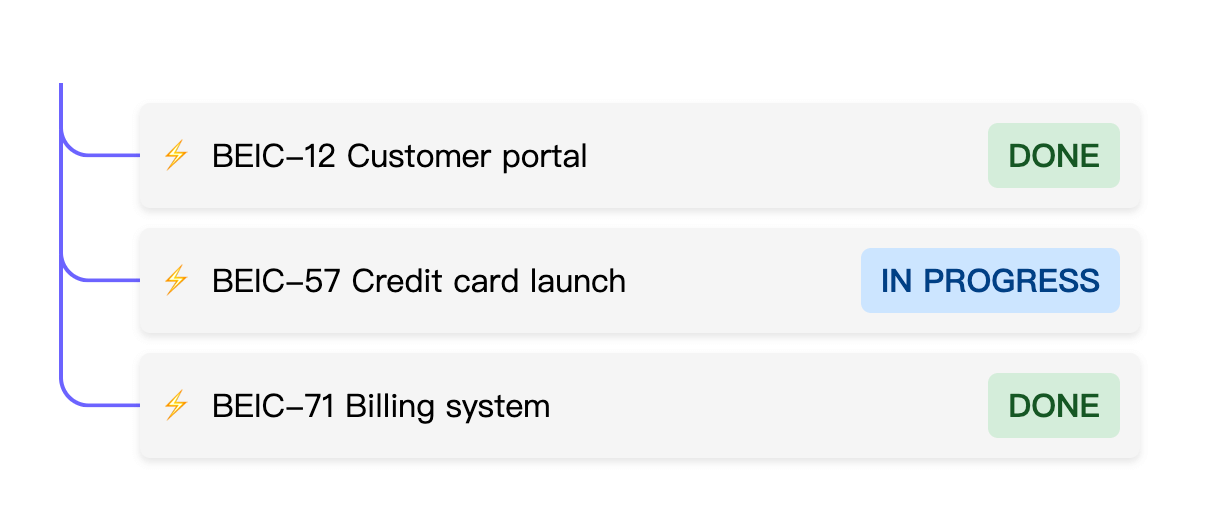 BEIC-12 Customer portal DONE
BEIC-57 Credit card launch IN PROGRESS
BEIC-71 Billing system DONE